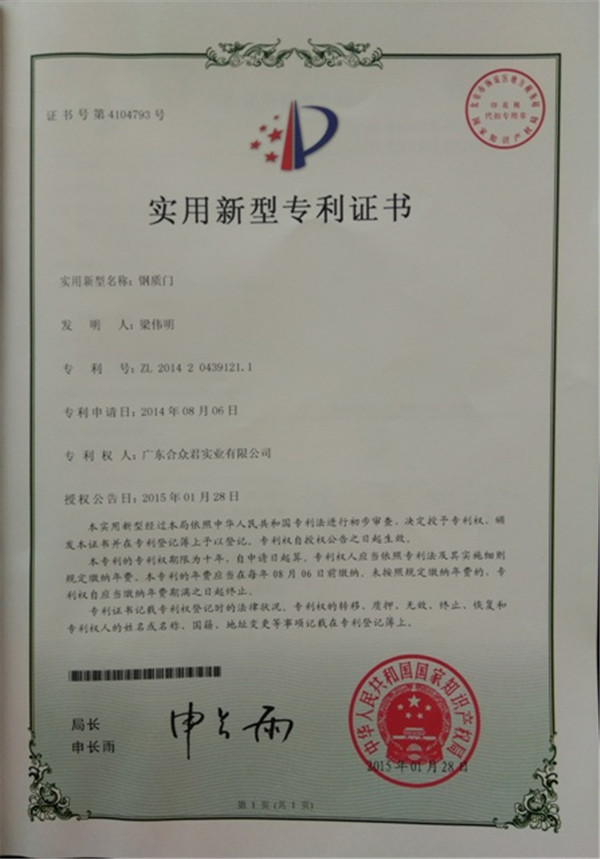 证书号第4104793号
印花税
代扣专用章
国家知识产权局
实用新型专利证书
实用新型名称：钢质门
发 明 人：梁伟明
专 利 号：ZL 2014 2 0439121.1
专利申请日：2014年08月06日
专 利 权 人：广东合众君实业有限公司
授权公告日：2015年01月28日
本实用新型经过本局依照中华人民共和国专利法进行初步审查，决定授予专利权，颁
发本证书并在专利登记簿上予以登记。专利权自授权公告之日起生效。
本专利的专利权期限为十年，自申请日起算。专利权人应当依照专利法及其实施细则
规定缴纳年费。本专利的年费应当在每年08月06日前缴纳。未按照规定缴纳年费的，专
利权自应当缴纳年费期满之日起终止。
专利证书记载专利权登记时的法律状况。专利权的转移、质押、无效、终止、恢复和
专利权人的姓名或名称、国籍、地址变更等事项记载在专利登记簿上。
局长
申长雨
申长雨
中华人民共和国国家知识产权局
2015年01月28日
第1页(共1页)